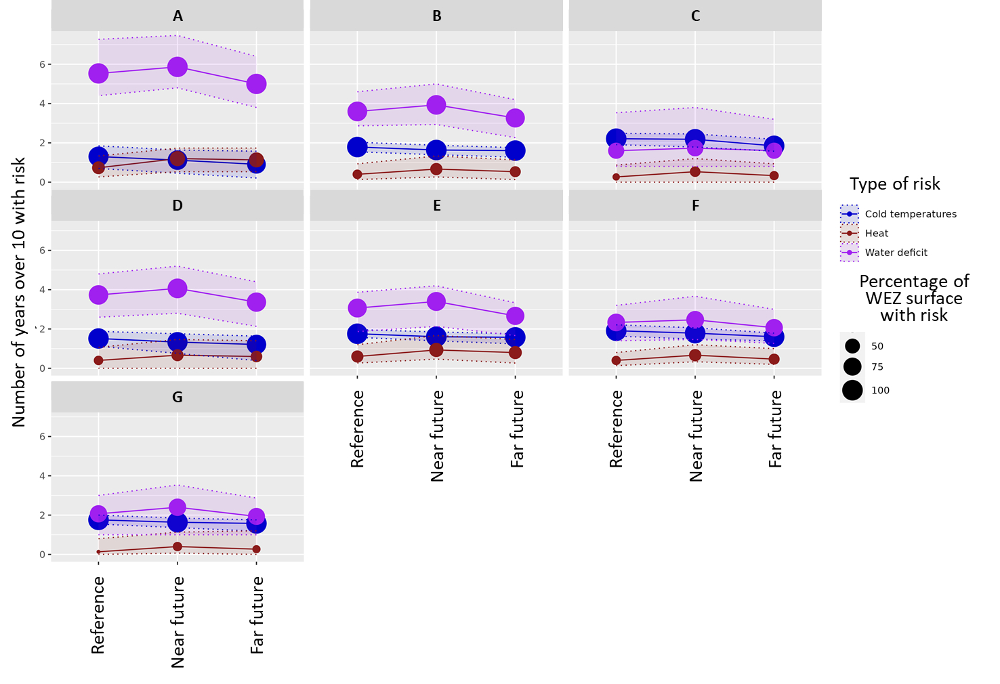 A
B
C
6
4
2
0
D
E
F
6
4
2
0
G
6
4
2
0
Number of years over 10 with risk
Reference
Near future
Far future
Reference
Near future
Far future
Reference
Near future
Far future
Type of risk
Cold temperatures
Heat
Water deficit
Percentage of
WEZ surface
with risk
50
75
100